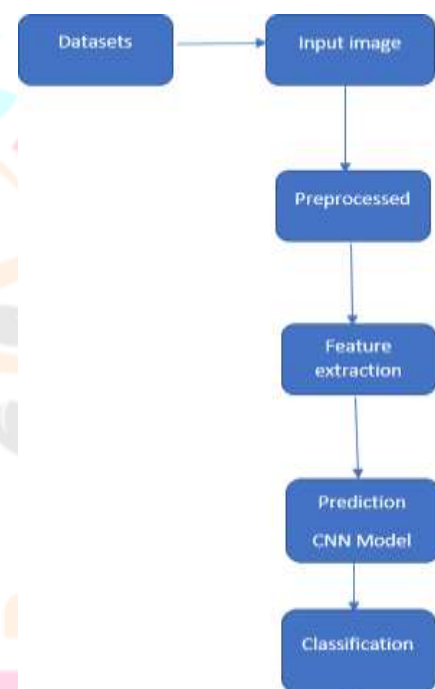 Datasets
Input image
Preprocessed
Feature
extraction
Prediction
CNN Model
Classification